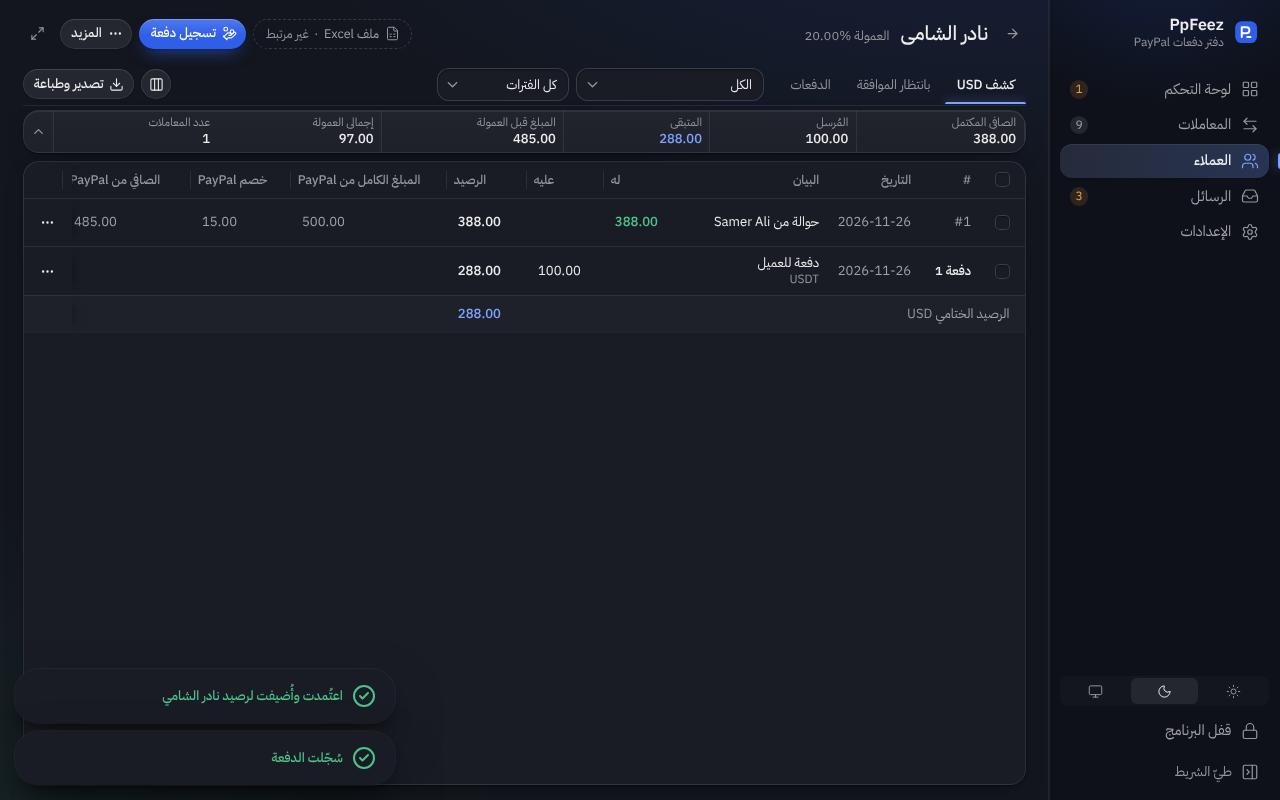 PpFeez
دفتر دفعات PayPal
لوحة التحكم 1
المعاملات 9
العملاء
الرسائل 3
الإعدادات
قفل البرنامج
طيّ الشريط
نادر الشامي العمولة 20.00%
ملف Excel · غير مرتبط
تسجيل دفعة
المزيد
كشف USD
بانتظار الموافقة
الدفعات
الكل
كل الفترات
تصدير وطباعة
الصافي المكتمل
388.00
المُرسل
100.00
المتبقي
288.00
المبلغ قبل العمولة
485.00
إجمالي العمولة
97.00
عدد المعاملات
1
# التاريخ البيان له عليه الرصيد المبلغ الكامل من PayPal خصم PayPal الصافي من PayPal
#1 2026-11-26 حوالة من Samer Ali 388.00 388.00 500.00 15.00 485.00
دفعة 1 2026-11-26 دفعة للعميل 100.00 288.00
USDT
الرصيد الختامي USD 288.00
اعتُمدت وأُضيفت لرصيد نادر الشامي
سُجّلت الدفعة